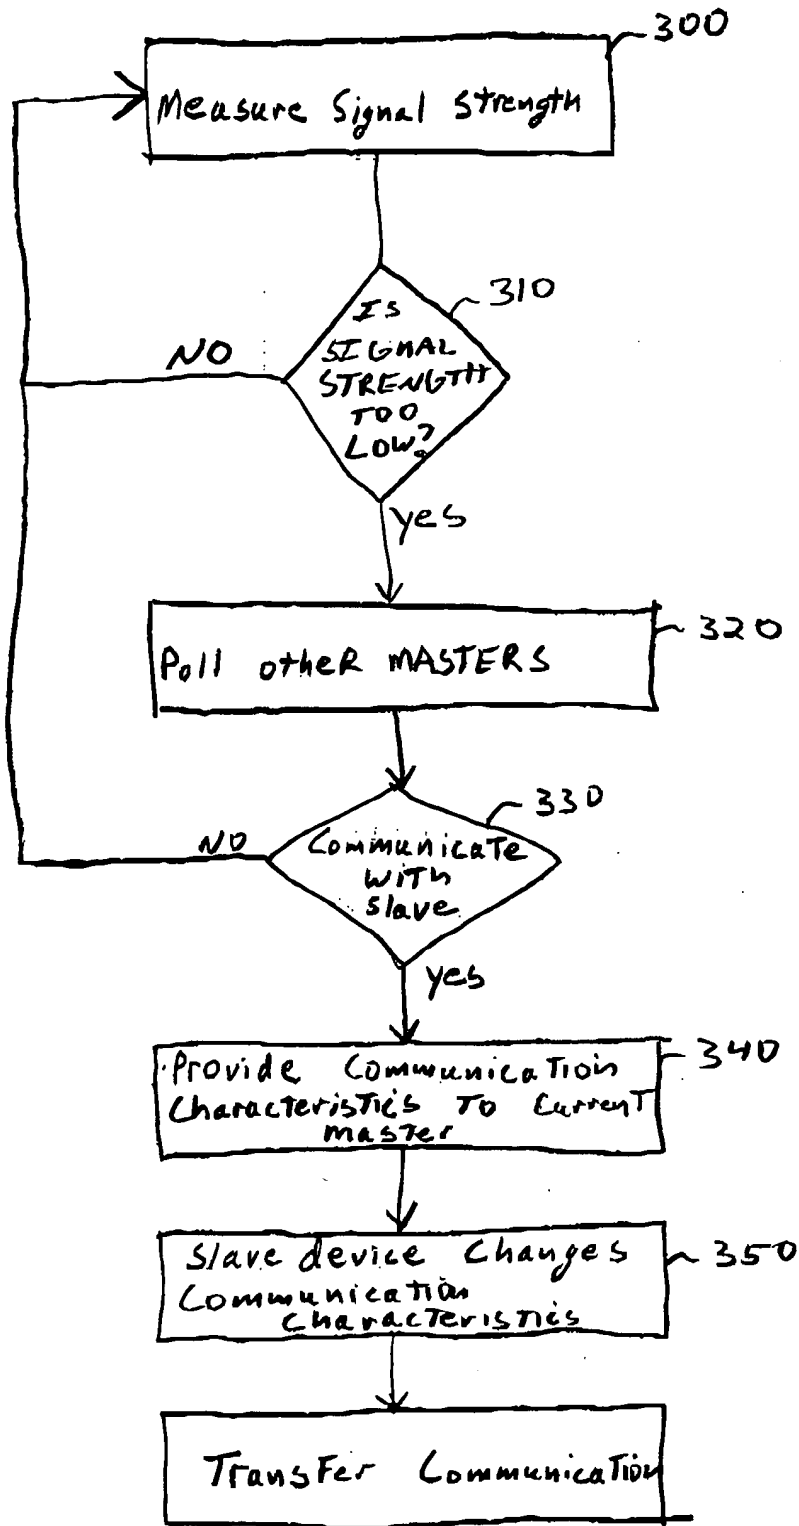 300
Measure Signal Strength
310
IS
SIGNAL
STRENGTH
TOO
LOW?
NO
yes
320
Poll otheR MASTERS
330
Communicate
with
Slave
NO
yes
340
Provide Communication
Characteristics To Current
master
350
Slave device Changes
Communication
Characteristics
Transfer Communication